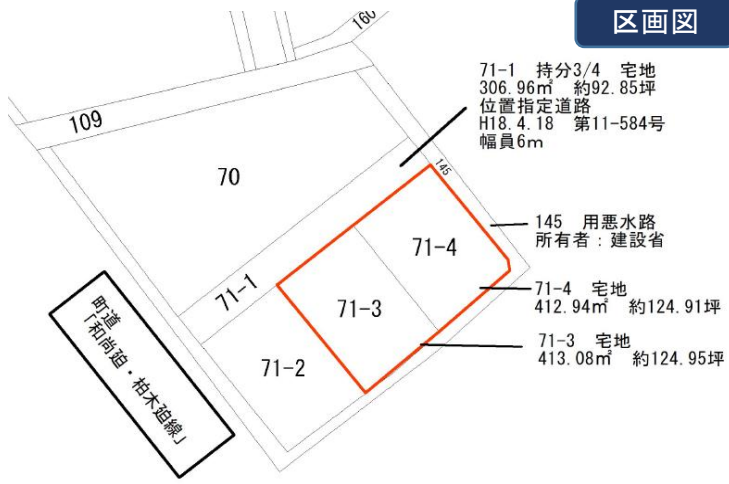 区画図
160
71-1 持分3/4 宅地
306.96㎡ 約92.85坪
位置指定道路
H18.4.18 第11-584号
幅員6m
109
70
145
145 用悪水路
所有者：建設省
71-4
71-4 宅地
412.94㎡ 約124.91坪
71-1
71-3
71-3 宅地
413.08㎡ 約124.95坪
71-2
町道
「和尚廻・柏木廻線」